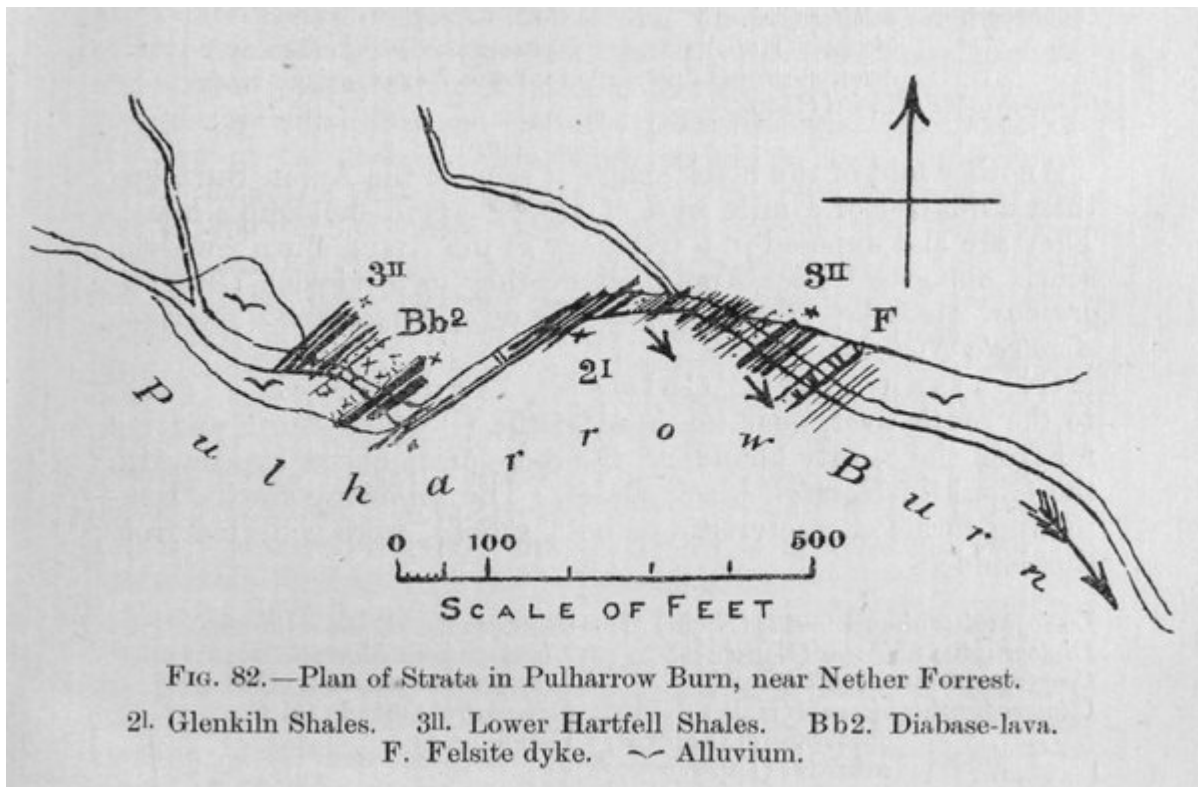 3II
3II
Bb2
F
2I
Pulharrow Burn
0 100 500
SCALE OF FEET
FIG. 82.—Plan of Strata in Pulharrow Burn, near Nether Forrest.
2I. Glenkiln Shales. 3II. Lower Hartfell Shales. Bb2. Diabase-lava.
F. Felsite dyke. Alluvium.